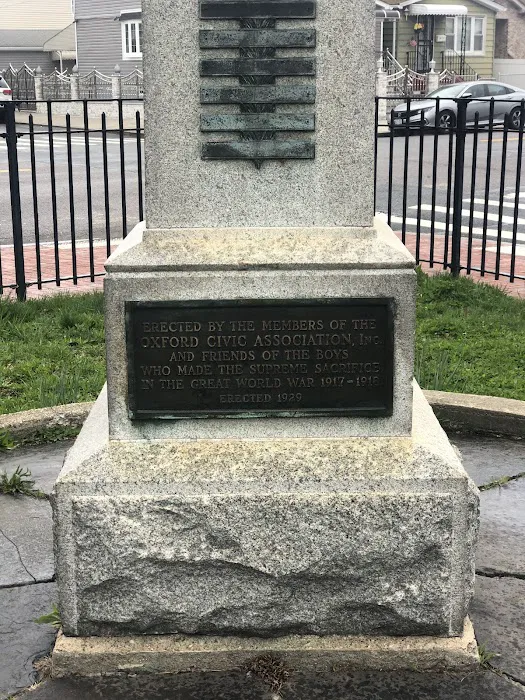 ERECTED BY THE MEMBERS OF THE
OXFORD CIVIC ASSOCIATION, INC.
AND FRIENDS OF THE BOYS
WHO MADE THE SUPREME SACRIFICE
IN THE GREAT WORLD WAR 1917-1918
ERECTED 1929